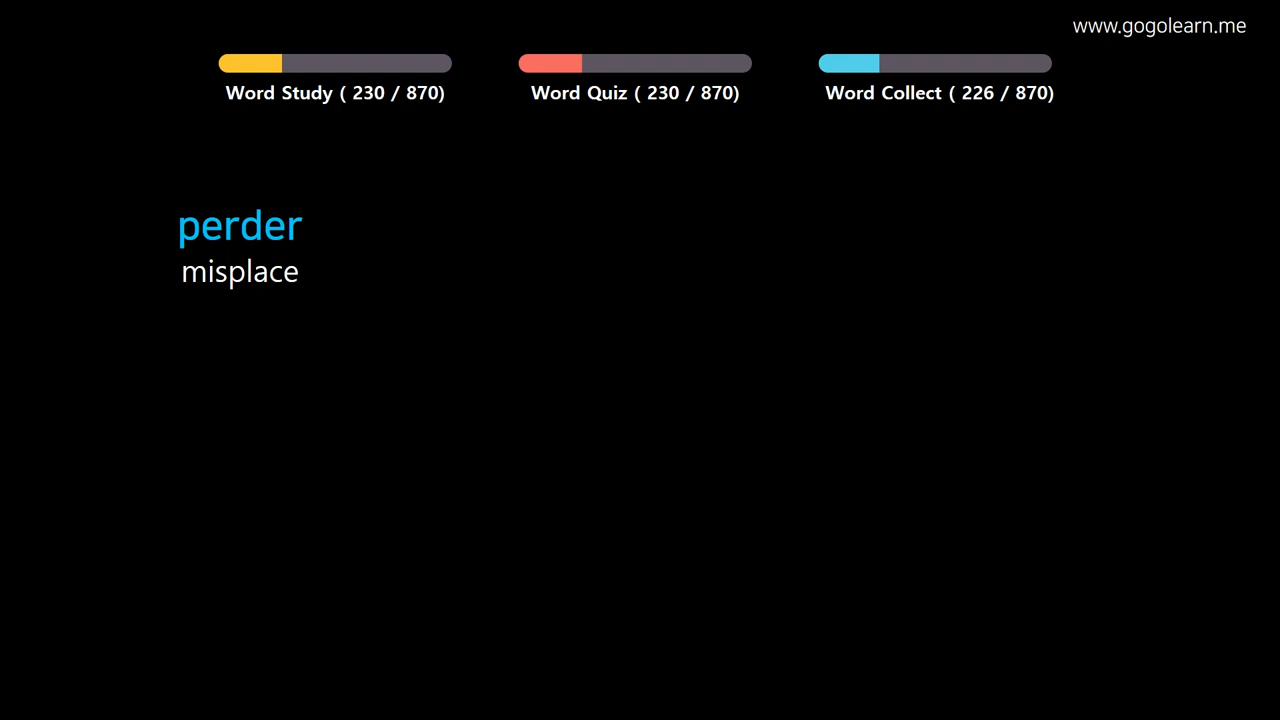 www.gogolearn.me
Word Study ( 230 / 870)
Word Quiz ( 230 / 870)
Word Collect ( 226 / 870)
perder
misplace